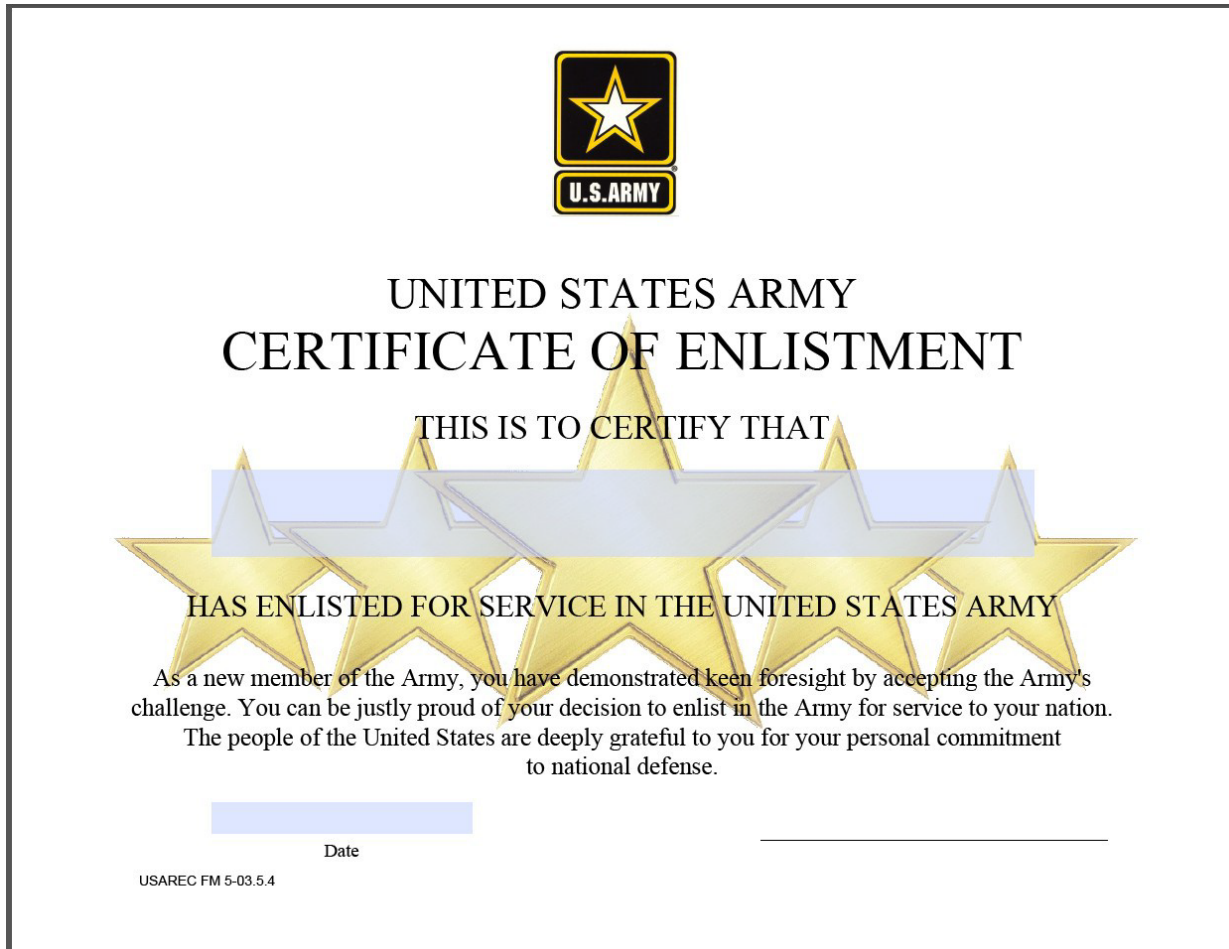 U.S.ARMY
UNITED STATES ARMY
CERTIFICATE OF ENLISTMENT
THIS IS TO CERTIFY THAT
HAS ENLISTED FOR SERVICE IN THE UNITED STATES ARMY
As a new member of the Army, you have demonstrated keen foresight by accepting the Army's
challenge. You can be justly proud of your decision to enlist in the Army for service to your nation.
The people of the United States are deeply grateful to you for your personal commitment
to national defense.
Date
USAREC FM 5-03.5.4